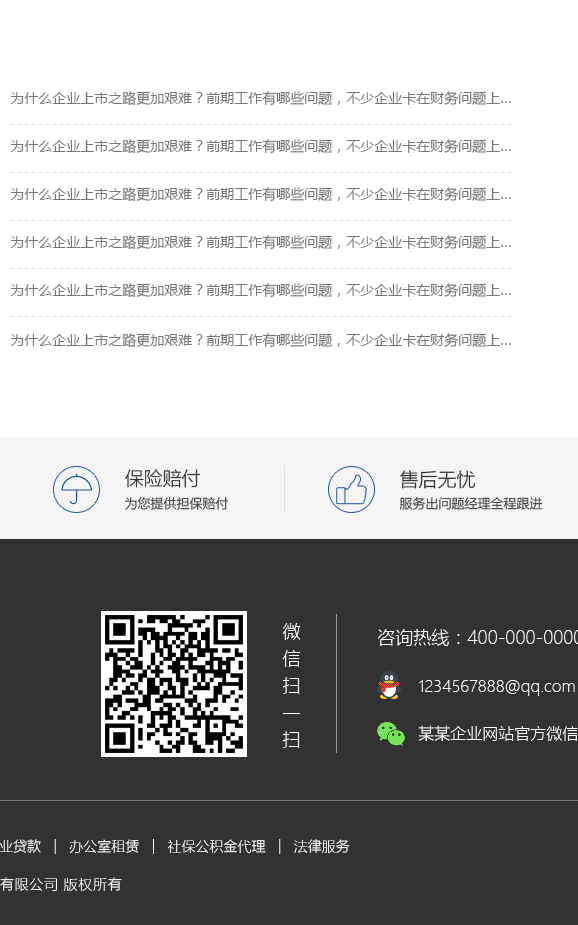 为什么企业上市之路更加艰难？前期工作有哪些问题，不少企业卡在财务问题上...
为什么企业上市之路更加艰难？前期工作有哪些问题，不少企业卡在财务问题上...
为什么企业上市之路更加艰难？前期工作有哪些问题，不少企业卡在财务问题上...
为什么企业上市之路更加艰难？前期工作有哪些问题，不少企业卡在财务问题上...
为什么企业上市之路更加艰难？前期工作有哪些问题，不少企业卡在财务问题上...
为什么企业上市之路更加艰难？前期工作有哪些问题，不少企业卡在财务问题上...
保险赔付
为您提供担保赔付
售后无忧
服务出问题经理全程跟进
微信扫一扫
咨询热线：400-000-0000
1234567888@qq.com
某某企业网站官方微信
业贷款 | 办公室租赁 | 社保公积金代理 | 法律服务
有限公司 版权所有